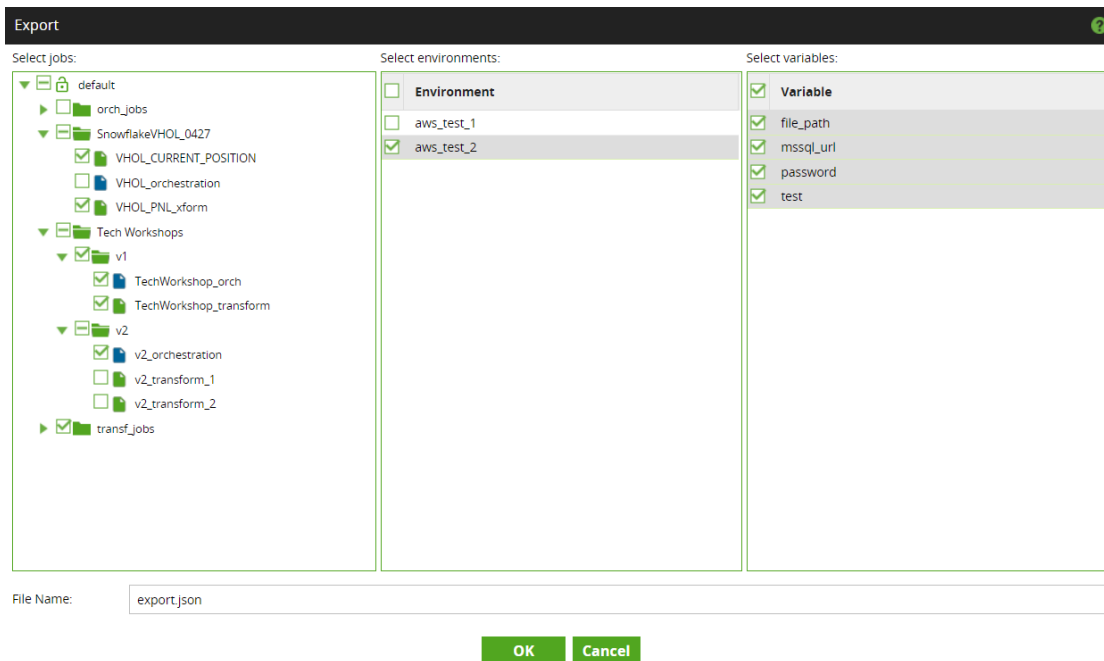 Export
Select jobs:
default
orch_jobs
SnowflakeVHOL_0427
VHOL_CURRENT_POSITION
VHOL_orchestration
VHOL_PNL_xform
Tech Workshops
v1
TechWorkshop_orch
TechWorkshop_transform
v2
v2_orchestration
v2_transform_1
v2_transform_2
transf_jobs
Select environments:
Environment
aws_test_1
aws_test_2
Select variables:
Variable
file_path
mssql_url
password
test
File Name:
export.json
OK
Cancel